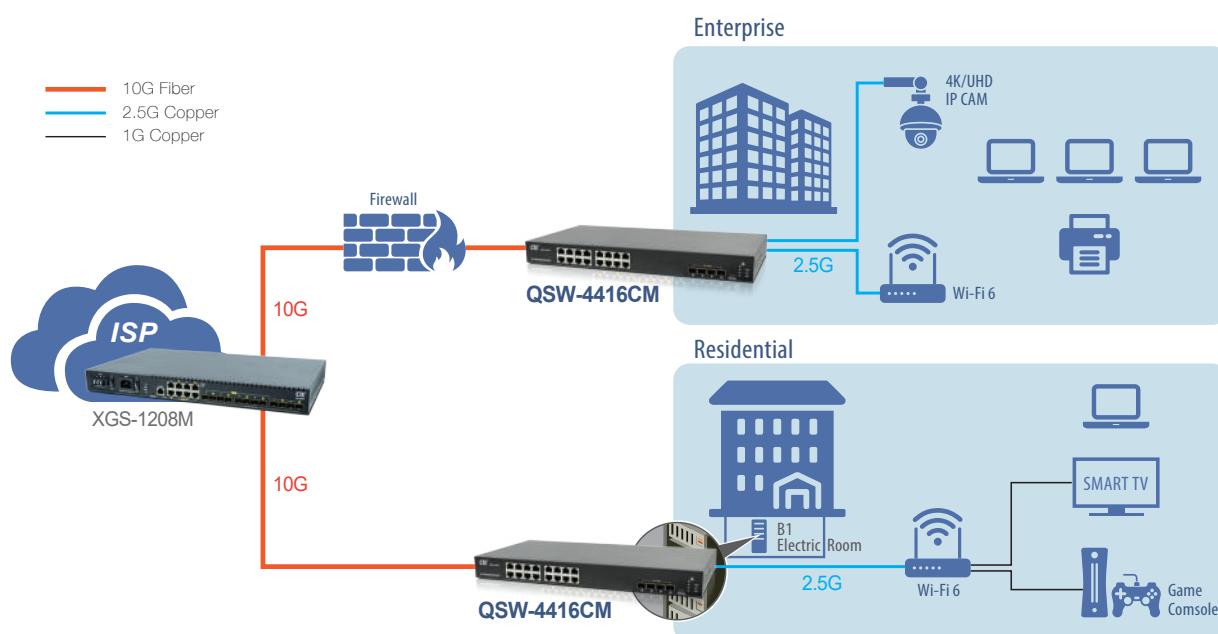 Enterprise
10G Fiber
2.5G Copper
1G Copper
4K/UHD
IP CAM
Firewall
2.5G
Wi-Fi 6
QSW-4416CM
10G
ISP
XGS-1208M
Residential
10G
SMART TV
B1
Electric Room
2.5G
Wi-Fi 6
Game
Comsole
QSW-4416CM